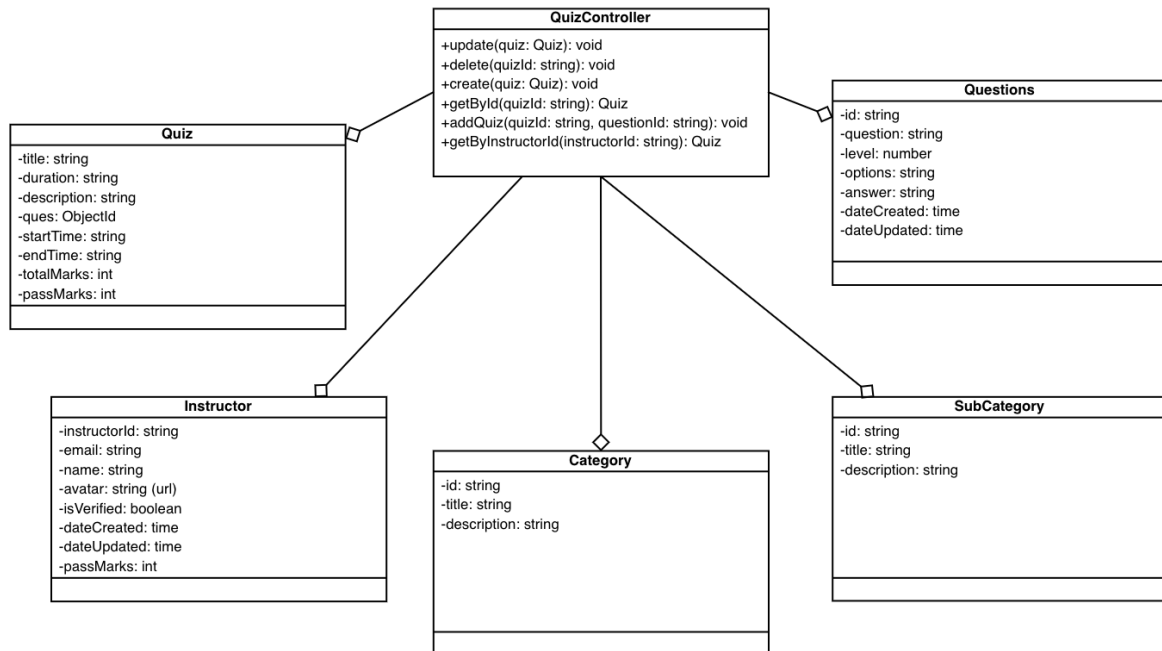 QuizController
+update(quiz: Quiz): void
+delete(quizId: string): void
+create(quiz: Quiz): void
+getById(quizId: string): Quiz
+addQuiz(quizId: string, questionId: string): void
+getByInstructorId(instructorId: string): Quiz
Quiz
-title: string
-duration: string
-description: string
-ques: ObjectId
-startTime: string
-endTime: string
-totalMarks: int
-passMarks: int
Questions
-id: string
-question: string
-level: number
-options: string
-answer: string
-dateCreated: time
-dateUpdated: time
Instructor
-instructorId: string
-email: string
-name: string
-avatar: string (url)
-isVerified: boolean
-dateCreated: time
-dateUpdated: time
-passMarks: int
Category
-id: string
-title: string
-description: string
SubCategory
-id: string
-title: string
-description: string